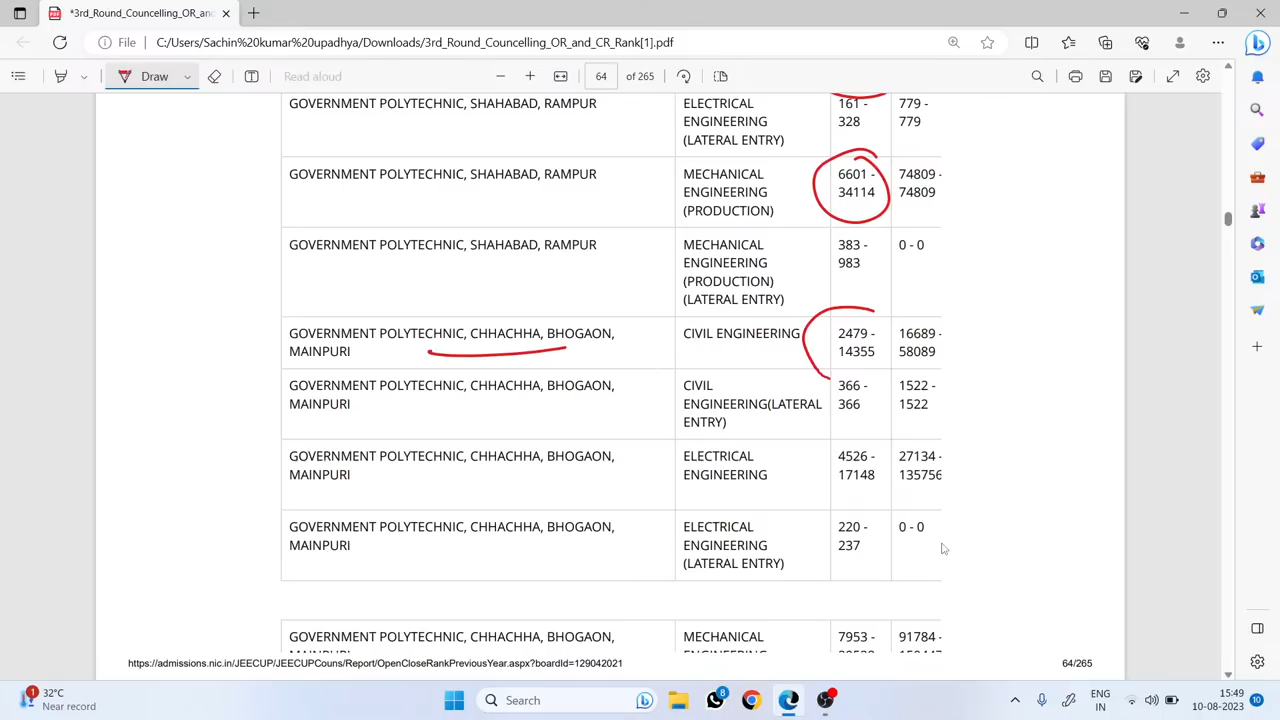 *3rd_Round_Councelling_OR_and
File
C:/Users/Sachin%20kumar%20upadhya/Downloads/3rd_Round_Councelling_OR_and_CR_Rank[1].pdf
Draw
Read aloud
64
of 265
GOVERNMENT POLYTECHNIC, SHAHABAD, RAMPUR
ELECTRICAL
ENGINEERING
(LATERAL ENTRY)
161 -
328
779 -
779
GOVERNMENT POLYTECHNIC, SHAHABAD, RAMPUR
MECHANICAL
ENGINEERING
(PRODUCTION)
6601 -
34114
74809 -
74809
GOVERNMENT POLYTECHNIC, SHAHABAD, RAMPUR
MECHANICAL
ENGINEERING
(PRODUCTION)
(LATERAL ENTRY)
383 -
983
0 - 0
GOVERNMENT POLYTECHNIC, CHHACHHA, BHOGAON,
MAINPURI
CIVIL ENGINEERING
2479 -
14355
16689 -
58089
GOVERNMENT POLYTECHNIC, CHHACHHA, BHOGAON,
MAINPURI
CIVIL
ENGINEERING(LATERAL
ENTRY)
366 -
366
1522 -
1522
GOVERNMENT POLYTECHNIC, CHHACHHA, BHOGAON,
MAINPURI
ELECTRICAL
ENGINEERING
4526 -
17148
27134 -
135756
GOVERNMENT POLYTECHNIC, CHHACHHA, BHOGAON,
MAINPURI
ELECTRICAL
ENGINEERING
(LATERAL ENTRY)
220 -
237
0 - 0
GOVERNMENT POLYTECHNIC, CHHACHHA, BHOGAON,
MECHANICAL
7953 -
91784 -
https://admissions.nic.in/JEECUP/JEECUPCouns/Report/OpenCloseRankPreviousYear.aspx?boardId=129042021
64/265
1
32°C
Near record
Search
8
ENG
IN
15:49
10-08-2023
10